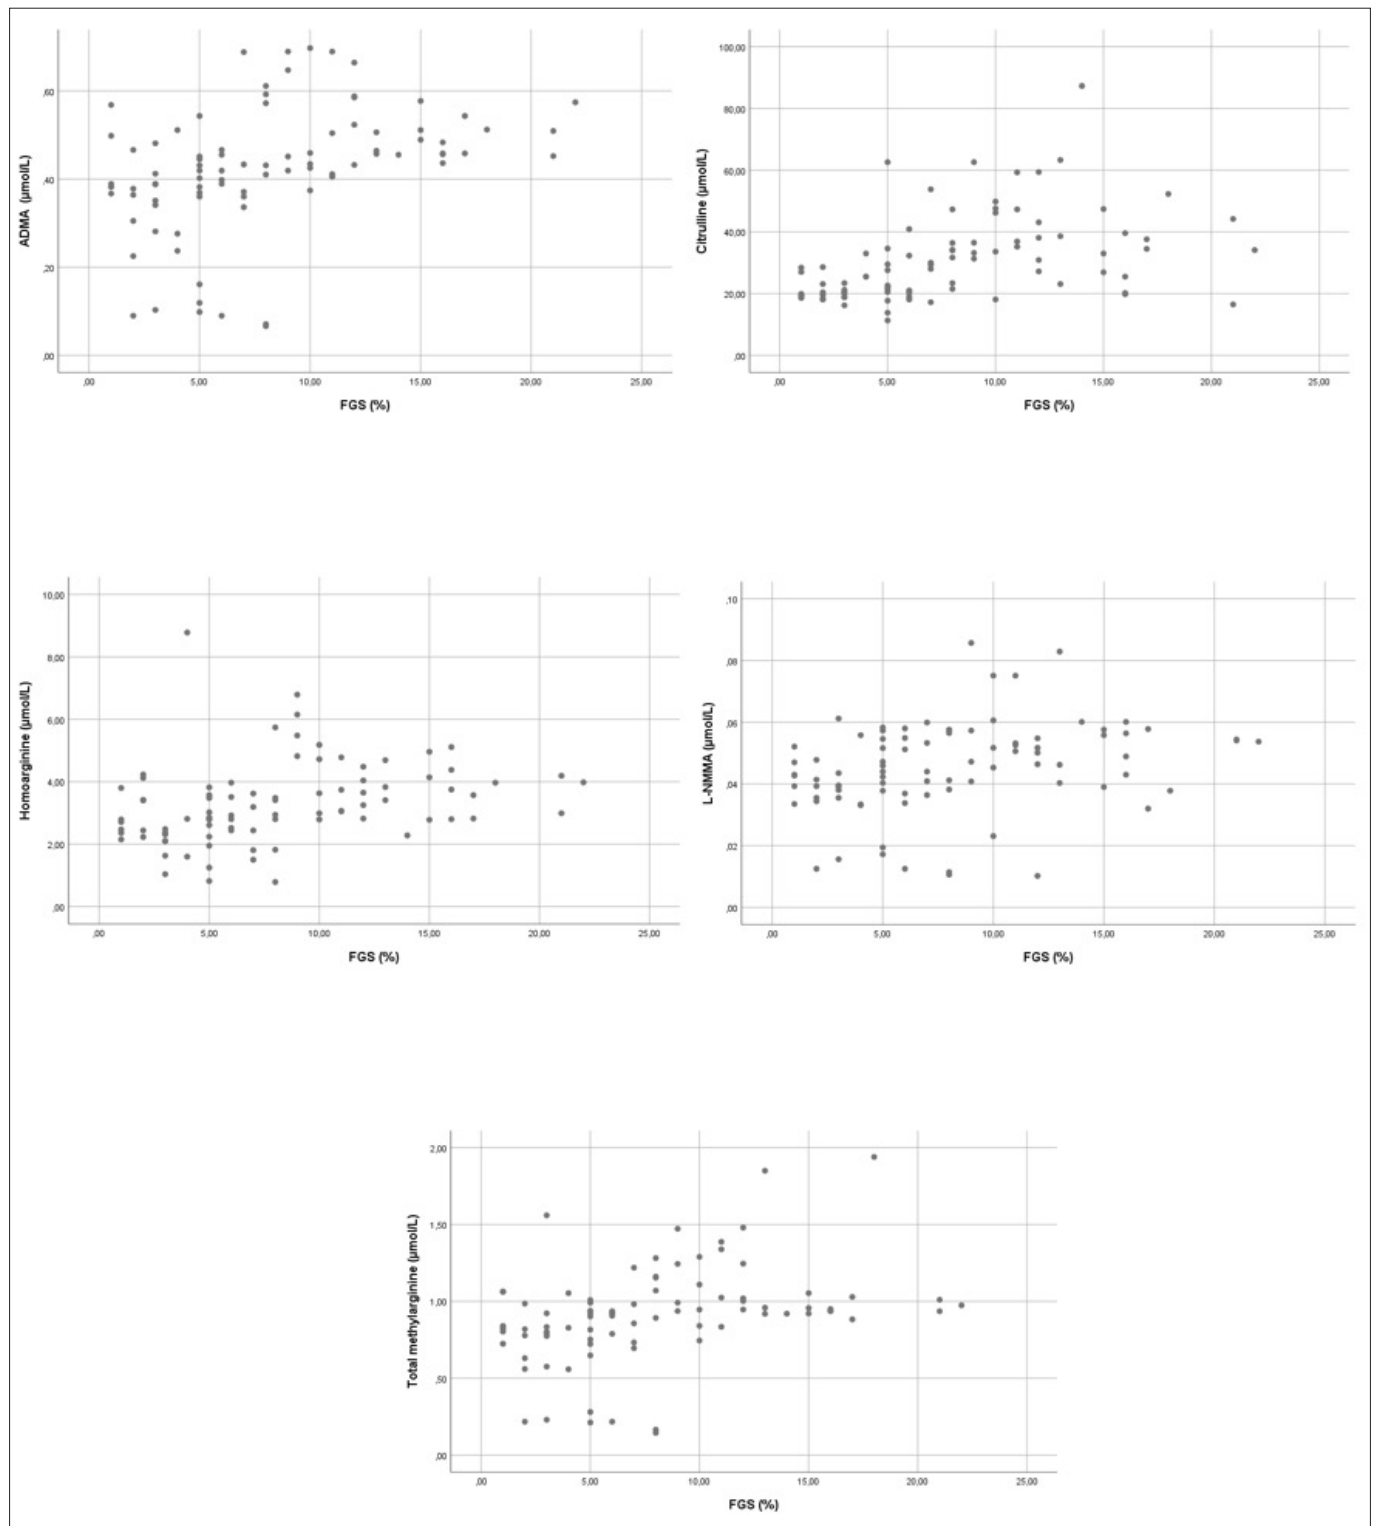 ADMA (µmol/L)
,60
,40
,20
,00
,00 5,00 10,00 15,00 20,00 25,00
FGS (%)
Citrulline (µmol/L)
100,00
80,00
60,00
40,00
20,00
,00
,00 5,00 10,00 15,00 20,00 25,00
FGS (%)
Homoarginine (µmol/L)
10,00
8,00
6,00
4,00
2,00
,00
,00 5,00 10,00 15,00 20,00 25,00
FGS (%)
L-NMMA (µmol/L)
,10
,08
,06
,04
,02
,00
,00 5,00 10,00 15,00 20,00 25,00
FGS (%)
Total methylarginine (µmol/L)
2,00
1,50
1,00
,50
,00
,00 5,00 10,00 15,00 20,00 25,00
FGS (%)